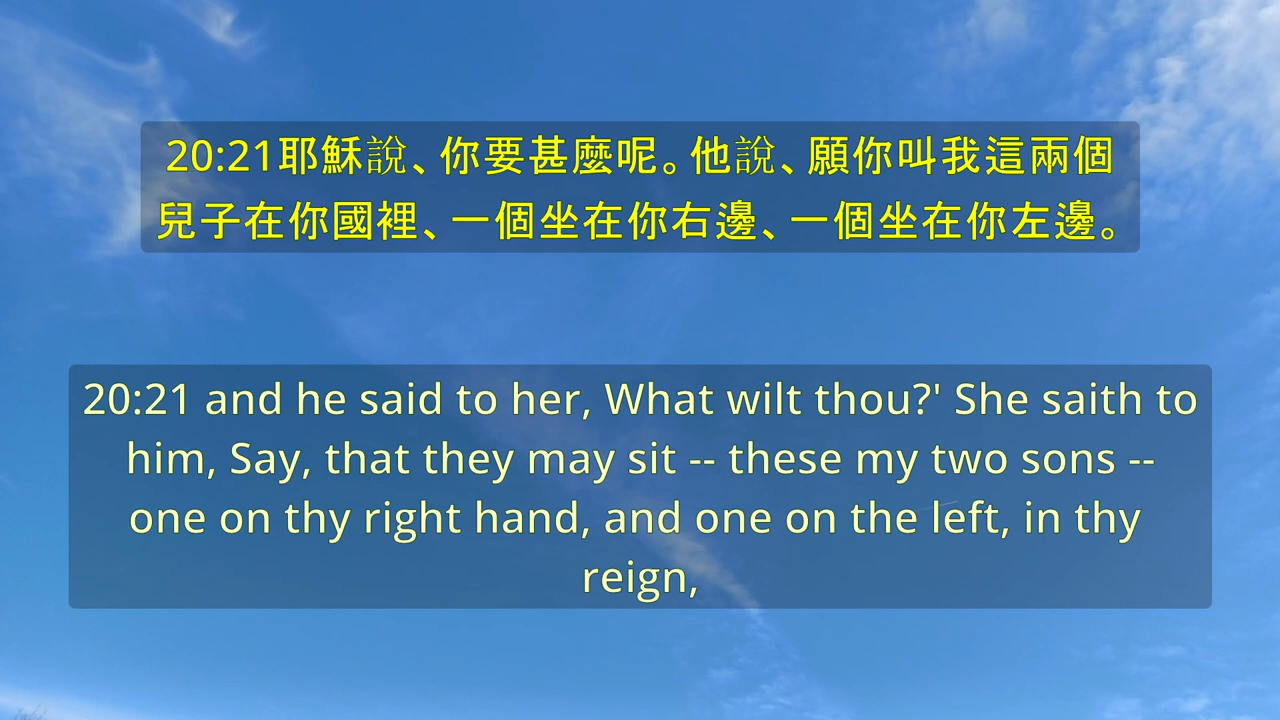 20:21耶穌說、你要甚麼呢。他說、願你叫我這兩個
兒子在你國裡、一個坐在你右邊、一個坐在你左邊。
20:21 and he said to her, What wilt thou?' She saith to
him, Say, that they may sit -- these my two sons --
one on thy right hand, and one on the left, in thy
reign,